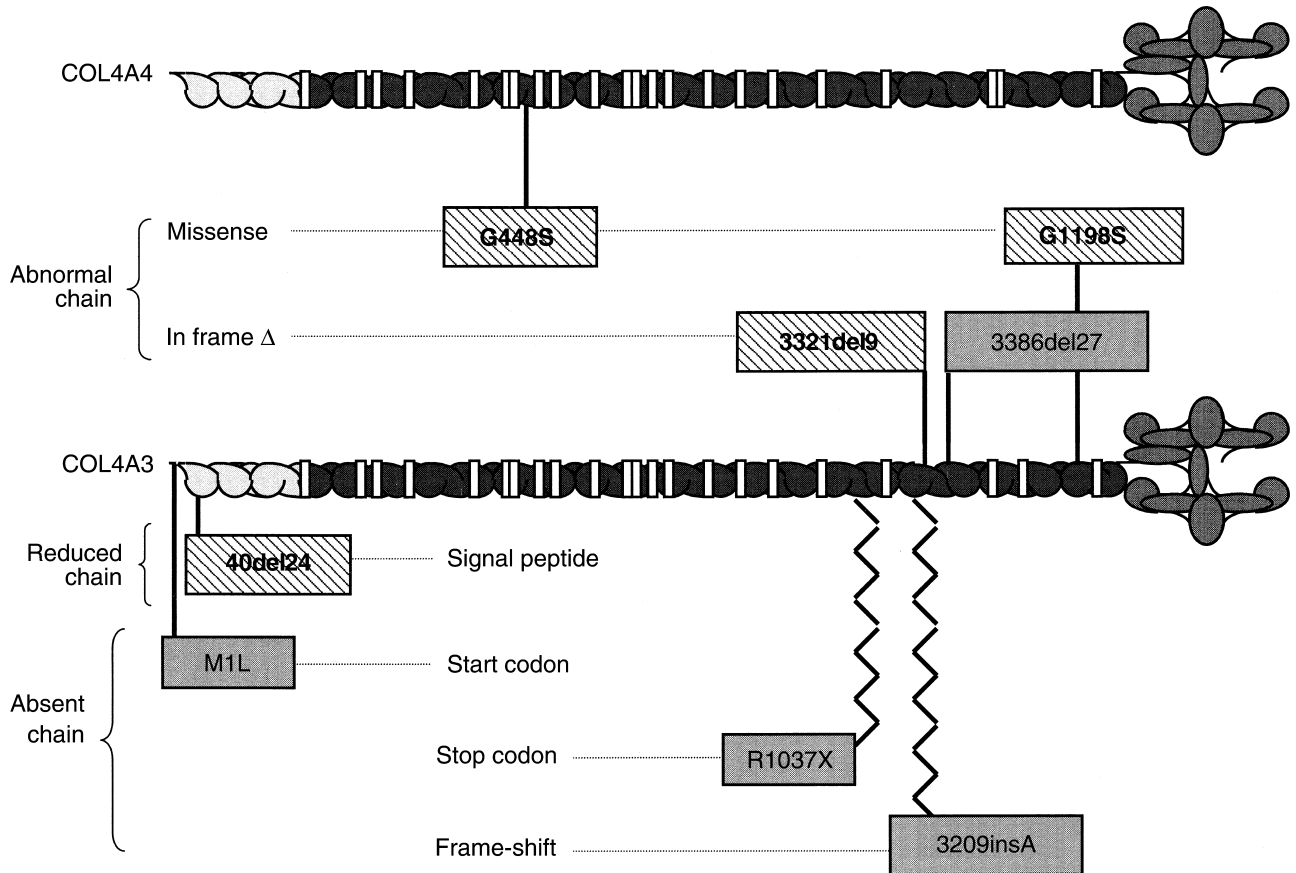 COL4A4
Missense
G448S
G1198S
Abnormal
chain
In frame Δ
3321del9
3386del27
COL4A3
Reduced
chain
40del24
Signal peptide
M1L
Start codon
Absent
chain
Stop codon
R1037X
Frame-shift
3209insA